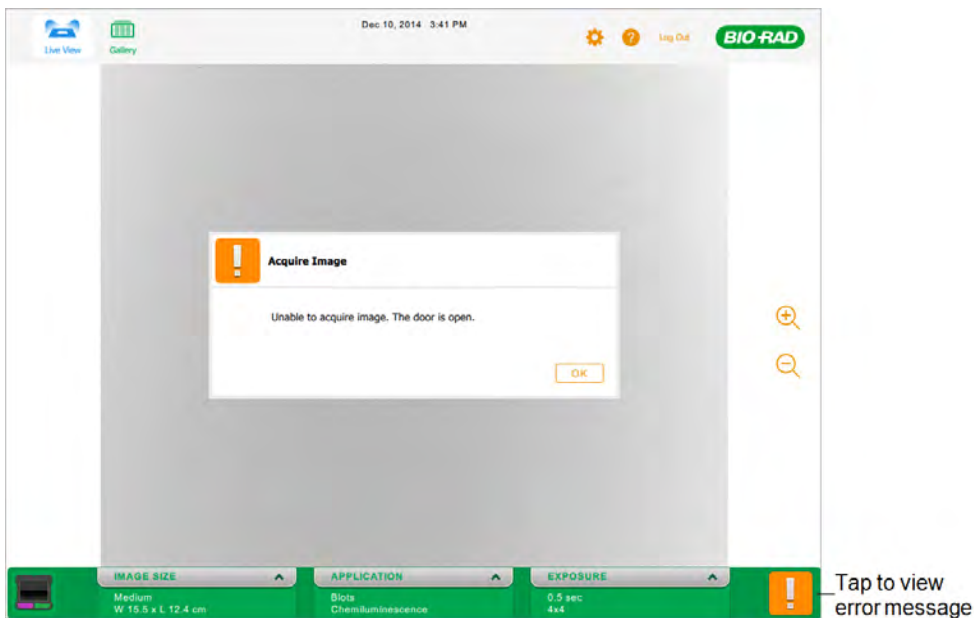 Dec 10, 2014 3:41 PM
Live View
Gallery
Log Out
BIO-RAD
Acquire Image
Unable to acquire image. The door is open.
OK
IMAGE SIZE
Medium
W 15.5 x L 12.4 cm
APPLICATION
Blots
Chemiluminescence
EXPOSURE
0.5 sec
4x4
Tap to view
error message